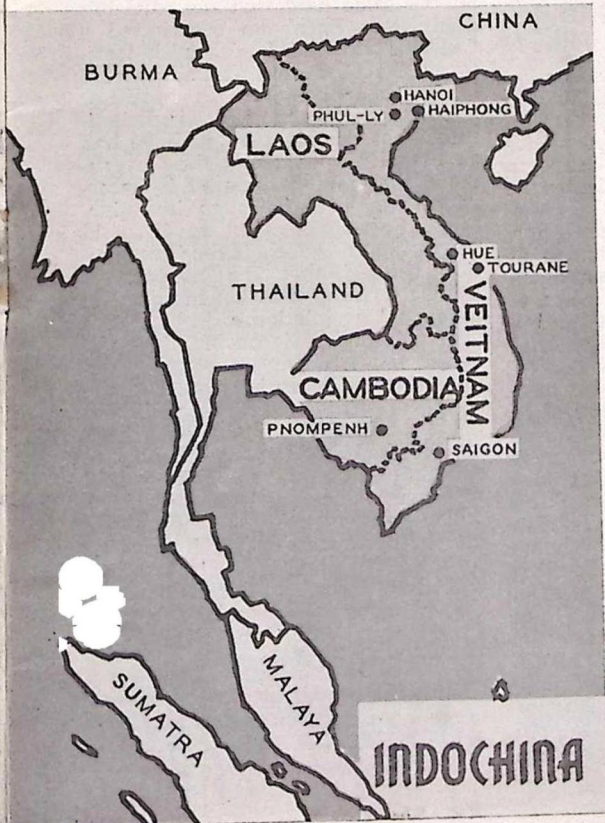 CHINA
BURMA
HANOI
PHUL-LY
HAIPHONG
LAOS
HUE
TOURANE
THAILAND
VEITNAM
CAMBODIA
PNOMPENH
SAIGON
MALAYA
SUMATRA
INDOCHINA